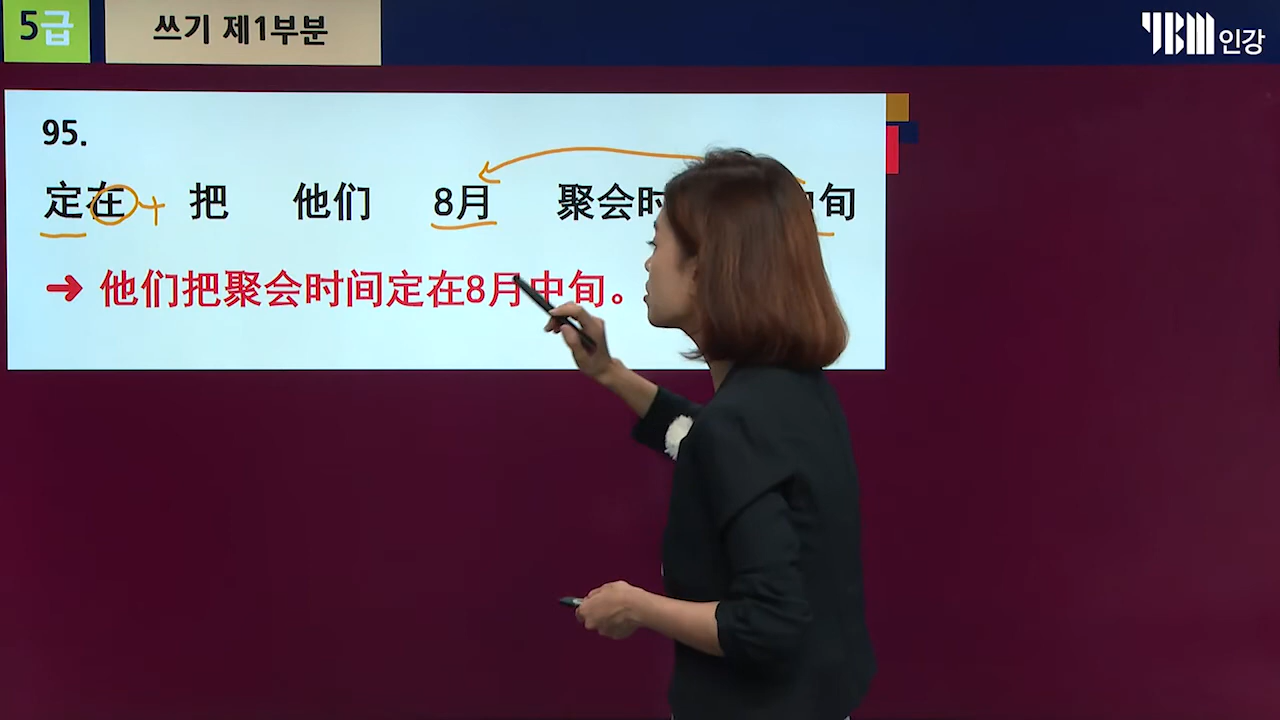 5급
쓰기 제1부분
YBM 인강
95.
定在 把 他们 8月 聚会时 旬
➜ 他们把聚会时间定在8月中旬。